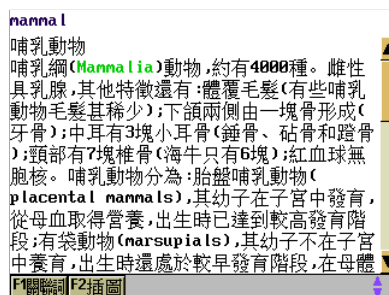 mammal
哺乳動物
哺乳綱(Mammalia)動物,約有4000種。雌性
具乳腺,其他特徵還有:體覆毛髮(有些哺乳
動物毛髮甚稀少);下頜兩側由一塊骨形成(
牙骨);中耳有3塊小耳骨(錘骨、砧骨和蹬骨
);頸部有7塊椎骨(海牛只有6塊);紅血球無
胞核。哺乳動物分為:胎盤哺乳動物(
placental mammals),其幼子在子宮中發育,
從母血取得營養,出生時已達到較高發育階
段;有袋動物(marsupials),其幼子不在子宮
中養育,出生時還處於較早發育階段,在母體
F1關聯詞 F2插圖